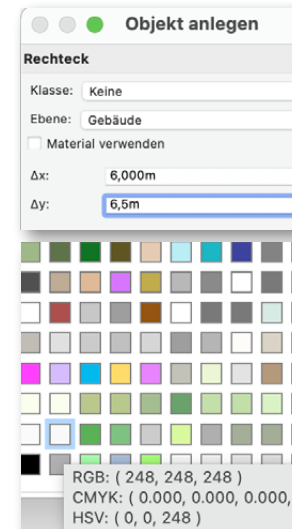 Objekt anlegen
Rechteck
Klasse: Keine
Ebene: Gebäude
Material verwenden
Δx: 6,000m
Δy: 6,5m
RGB: ( 248, 248, 248 )
CMYK: ( 0.000, 0.000, 0.000,
HSV: ( 0, 0, 248 )